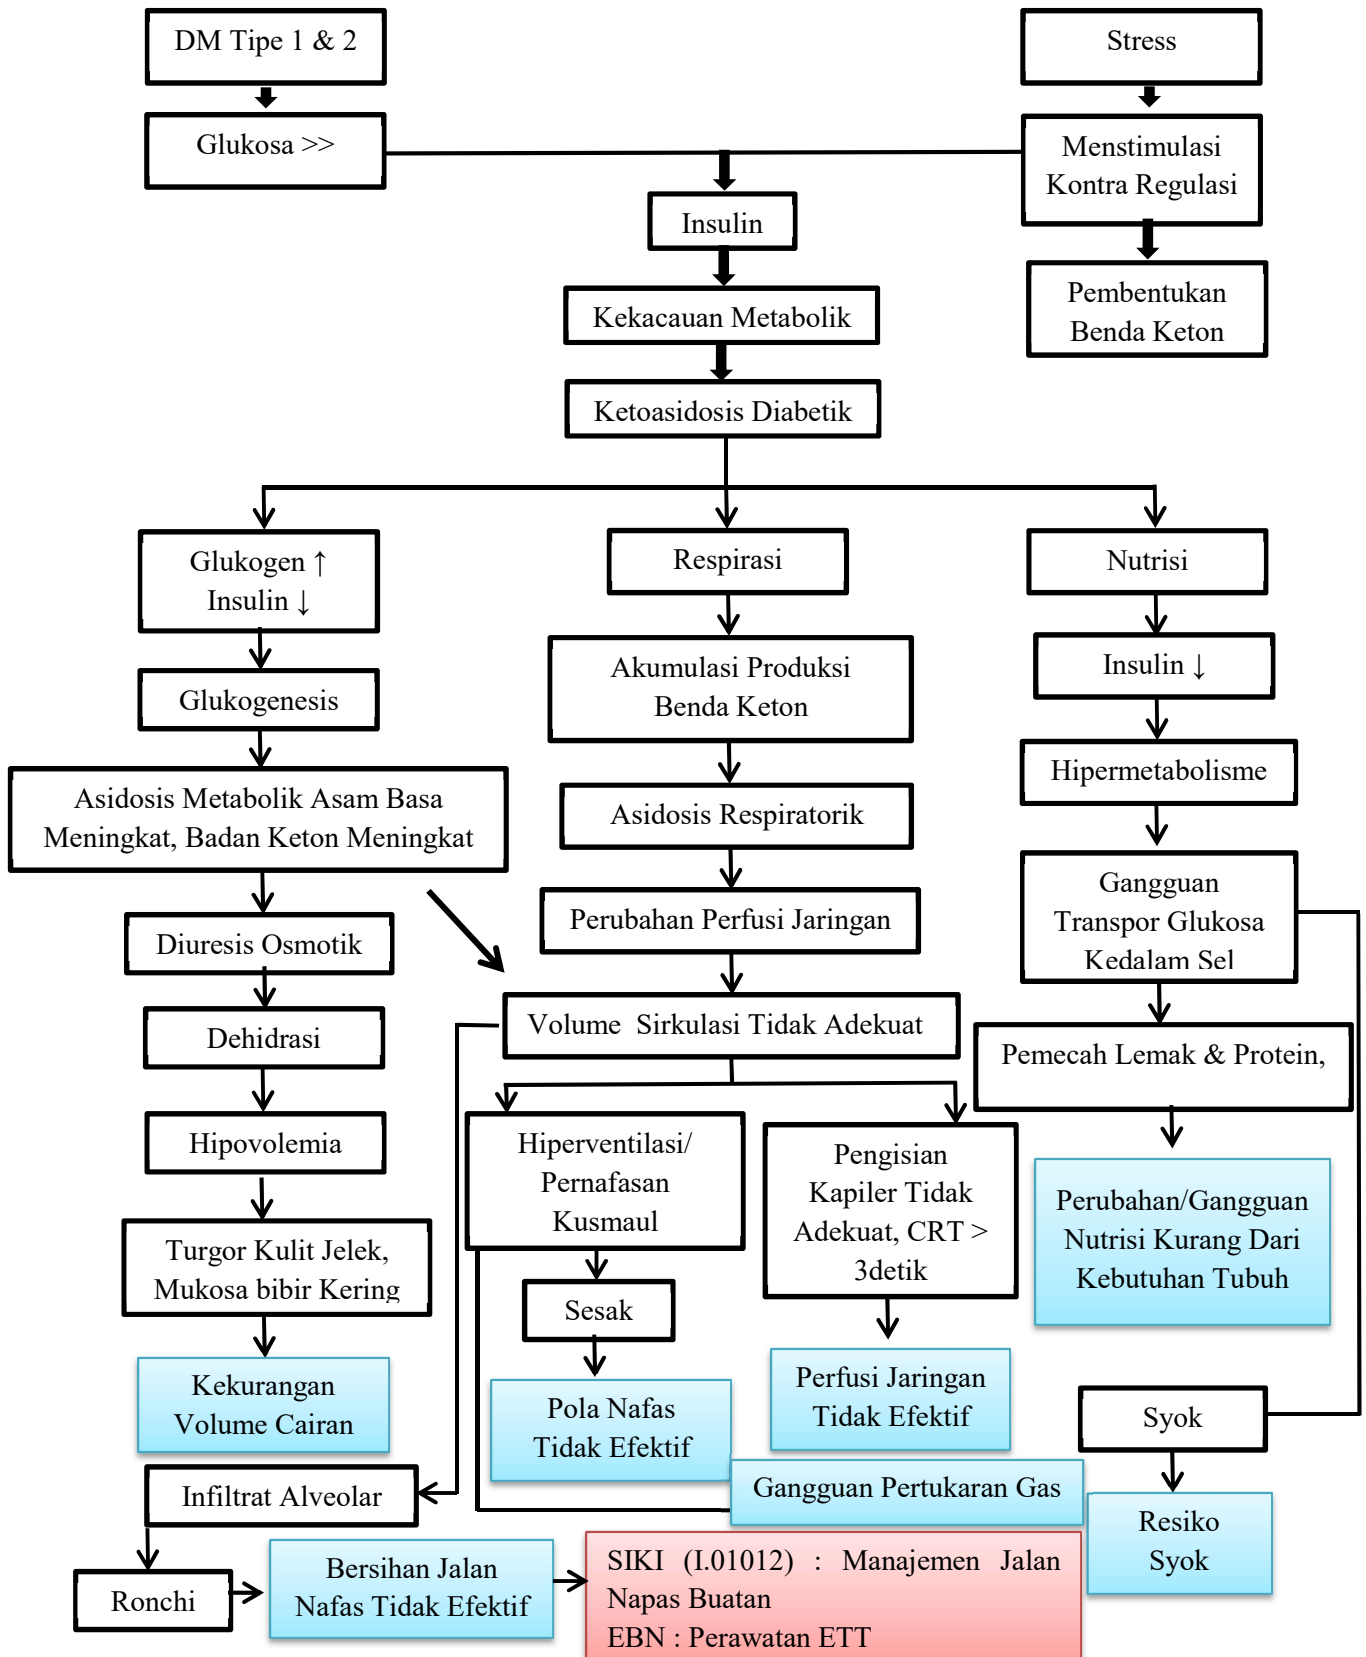 DM Tipe 1 & 2
Stress
Glukosa >>
Menstimulasi
Kontra Regulasi
Insulin
Pembentukan
Benda Keton
Kekacauan Metabolik
Ketoasidosis Diabetik
Glukogen ↑
Insulin ↓
Respirasi
Nutrisi
Glukogenesis
Akumulasi Produksi
Benda Keton
Insulin ↓
Asidosis Metabolik Asam Basa
Meningkat, Badan Keton Meningkat
Asidosis Respiratorik
Hipermetabolisme
Diuresis Osmotik
Perubahan Perfusi Jaringan
Gangguan
Transpor Glukosa
Kedalam Sel
Dehidrasi
Volume  Sirkulasi Tidak Adekuat
Pemecah Lemak & Protein,
Hipovolemia
Hiperventilasi/
Pernafasan
Kusmaul
Pengisian
Kapiler Tidak
Adekuat, CRT >
3detik
Perubahan/Gangguan
Nutrisi Kurang Dari
Kebutuhan Tubuh
Turgor Kulit Jelek,
Mukosa bibir Kering
Sesak
Kekurangan
Volume Cairan
Pola Nafas
Tidak Efektif
Perfusi Jaringan
Tidak Efektif
Syok
Infiltrat Alveolar
Gangguan Pertukaran Gas
Resiko
Syok
Ronchi
Bersihan Jalan
Nafas Tidak Efektif
SIKI (I.01012) : Manajemen Jalan
Napas Buatan
EBN : Perawatan ETT